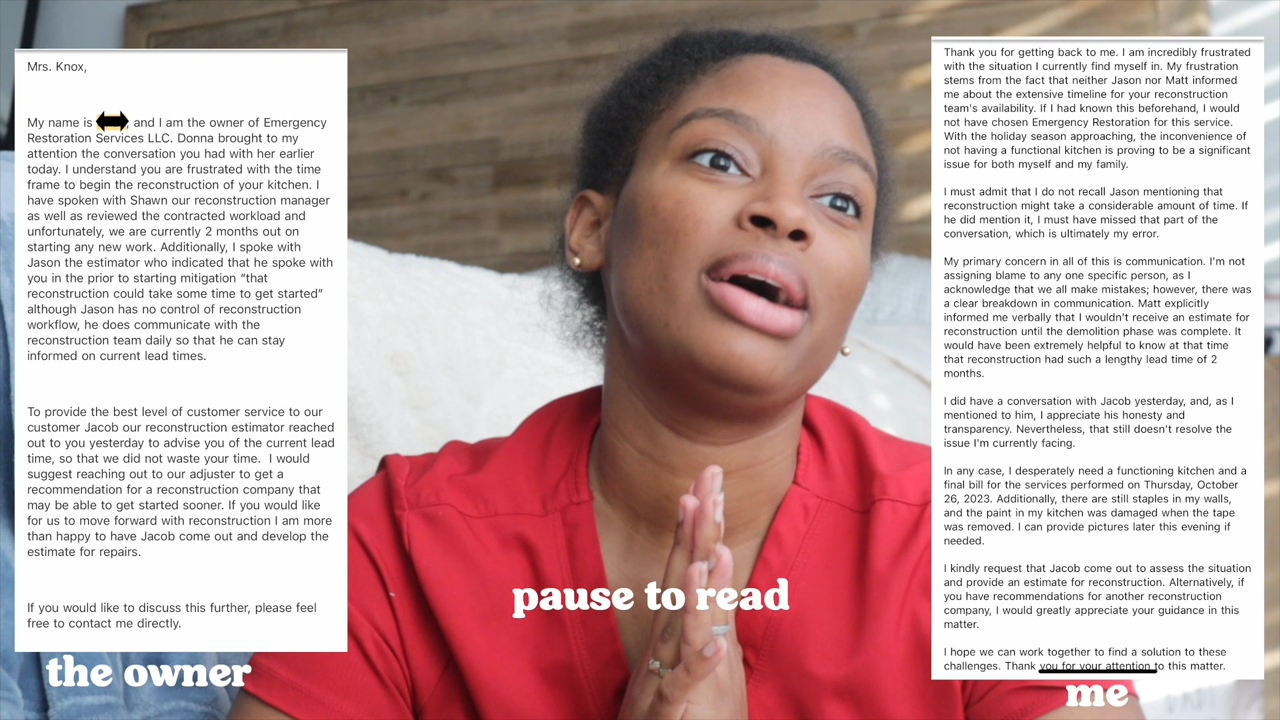 Mrs. Knox,
My name is and I am the owner of Emergency
Restoration Services LLC. Donna brought to my
attention the conversation you had with her earlier
today. I understand you are frustrated with the time
frame to begin the reconstruction of your kitchen. I
have spoken with Shawn our reconstruction manager
as well as reviewed the contracted workload and
unfortunately, we are currently 2 months out on
starting any new work. Additionally, I spoke with
Jason the estimator who indicated that he spoke with
you in the prior to starting mitigation “that
reconstruction could take some time to get started”
although Jason has no control of reconstruction
workflow, he does communicate with the
reconstruction team daily so that he can stay
informed on current lead times.
To provide the best level of customer service to our
customer Jacob our reconstruction estimator reached
out to you yesterday to advise you of the current lead
time, so that we did not waste your time.  I would
suggest reaching out to our adjuster to get a
recommendation for a reconstruction company that
may be able to get started sooner. If you would like
for us to move forward with reconstruction I am more
than happy to have Jacob come out and develop the
estimate for repairs.
If you would like to discuss this further, please feel
free to contact me directly.
the owner
pause to read
Thank you for getting back to me. I am incredibly frustrated
with the situation I currently find myself in. My frustration
stems from the fact that neither Jason nor Matt informed
me about the extensive timeline for your reconstruction
team's availability. If I had known this beforehand, I would
not have chosen Emergency Restoration for this service.
With the holiday season approaching, the inconvenience of
not having a functional kitchen is proving to be a significant
issue for both myself and my family.
I must admit that I do not recall Jason mentioning that
reconstruction might take a considerable amount of time. If
he did mention it, I must have missed that part of the
conversation, which is ultimately my error.
My primary concern in all of this is communication. I'm not
assigning blame to any one specific person, as I
acknowledge that we all make mistakes; however, there was
a clear breakdown in communication. Matt explicitly
informed me verbally that I wouldn't receive an estimate for
reconstruction until the demolition phase was complete. It
would have been extremely helpful to know at that time
that reconstruction had such a lengthy lead time of 2
months.
I did have a conversation with Jacob yesterday, and, as I
mentioned to him, I appreciate his honesty and
transparency. Nevertheless, that still doesn't resolve the
issue I'm currently facing.
In any case, I desperately need a functioning kitchen and a
final bill for the services performed on Thursday, October
26, 2023. Additionally, there are still staples in my walls,
and the paint in my kitchen was damaged when the tape
was removed. I can provide pictures later this evening if
needed.
I kindly request that Jacob come out to assess the situation
and provide an estimate for reconstruction. Alternatively, if
you have recommendations for another reconstruction
company, I would greatly appreciate your guidance in this
matter.
I hope we can work together to find a solution to these
challenges. Thank you for your attention to this matter.
me